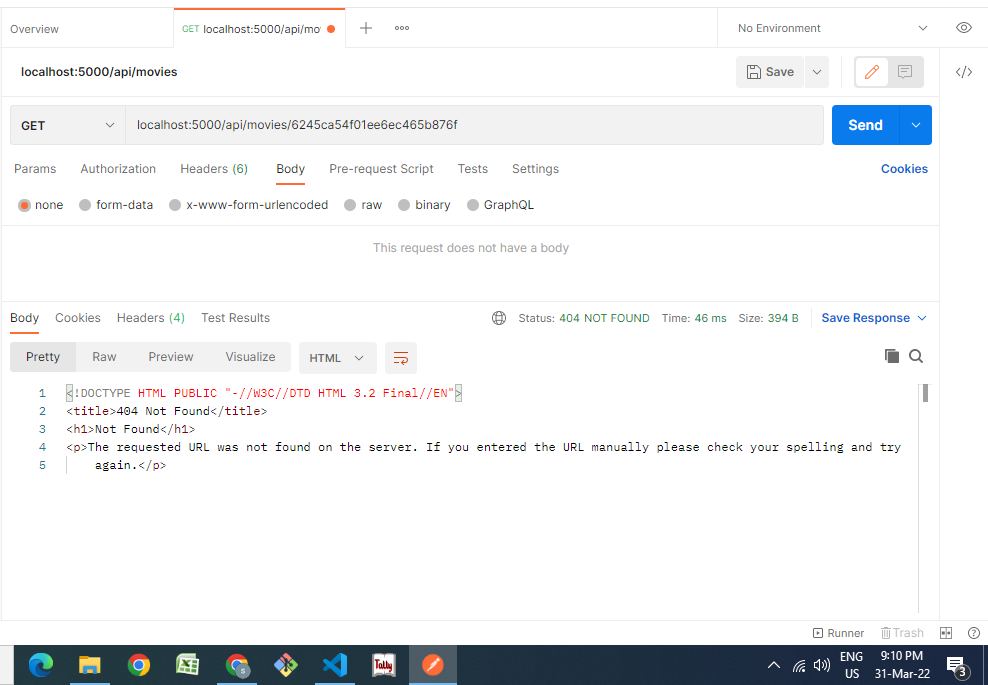 Overview
GET localhost:5000/api/mo
No Environment
localhost:5000/api/movies
Save
GET
localhost:5000/api/movies/6245ca54f01ee6ec465b876f
Send
Params Authorization Headers (6) Body Pre-request Script Tests Settings Cookies
none form-data x-www-form-urlencoded raw binary GraphQL
This request does not have a body
Body Cookies Headers (4) Test Results Status: 404 NOT FOUND Time: 46 ms Size: 394 B Save Response
Pretty Raw Preview Visualize HTML
1 <!DOCTYPE HTML PUBLIC "-//W3C//DTD HTML 3.2 Final//EN">
2 <title>404 Not Found</title>
3 <h1>Not Found</h1>
4 <p>The requested URL was not found on the server. If you entered the URL manually please check your spelling and try
5 again.</p>
Runner Trash
Tally
ENG
US
9:10 PM
31-Mar-22
3